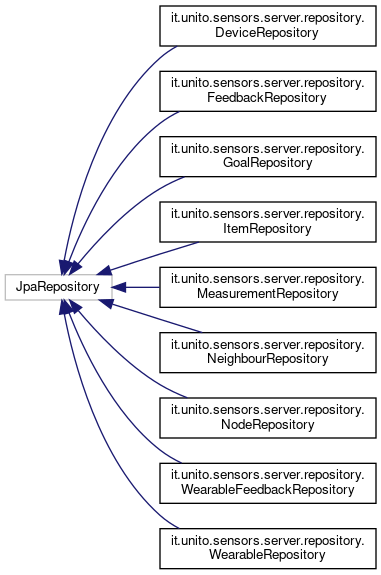 it.unito.sensors.server.repository.
DeviceRepository
it.unito.sensors.server.repository.
FeedbackRepository
it.unito.sensors.server.repository.
GoalRepository
it.unito.sensors.server.repository.
ItemRepository
JpaRepository
it.unito.sensors.server.repository.
MeasurementRepository
it.unito.sensors.server.repository.
NeighbourRepository
it.unito.sensors.server.repository.
NodeRepository
it.unito.sensors.server.repository.
WearableFeedbackRepository
it.unito.sensors.server.repository.
WearableRepository